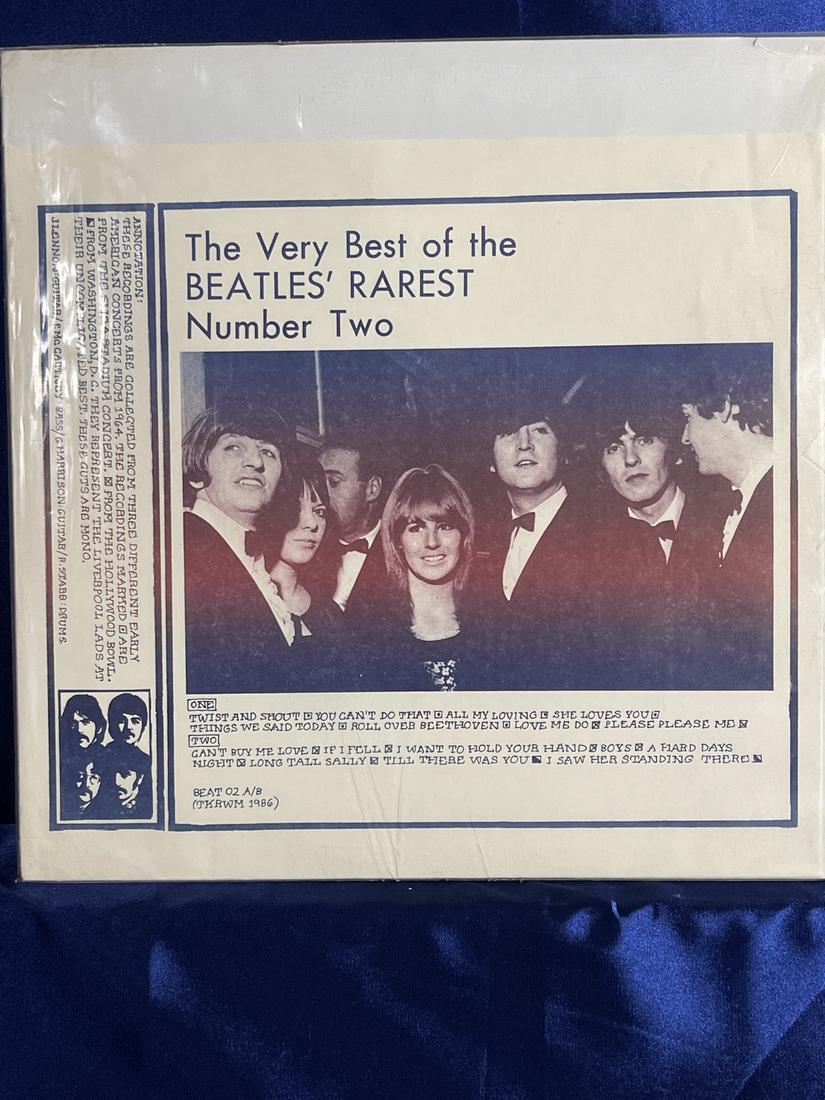 The Very Best of the
BEATLES' RAREST
Number Two
ANNOTATION:
THESE RECORDINGS ARE COLLECTED FROM THREE DIFFERENT EARLY
AMERICAN CONCERTS FROM 1964. THE RECORDINGS MARKED ARE
FROM THE STADIUM CONCERT, FROM THE HOLLYWOOD BOWL.
FROM WASHINGTON, D.C. THEY REPRESENT THE LIVERPOOL LADS AT
THEIR UNCOMPLICATED BEST. THESE CUTS ARE MONO.
J.LENNON:GUITAR/P.MC CARTNEY:BASS/G.HARRISON:GUITAR/R.STARR:DRUMS
ONE
TWIST AND SHOUT YOU CAN'T DO THAT ALL MY LOVING SHE LOVES YOU
THINGS WE SAID TODAY ROLL OVER BEETHOVEN LOVE ME DO PLEASE PLEASE ME
TWO
CAN'T BUY ME LOVE IF I FELL I WANT TO HOLD YOUR HAND BOYS A HARD DAYS
NIGHT LONG TALL SALLY TILL THERE WAS YOU I SAW HER STANDING THERE
BEAT 02 A/B
(TKRWM 1986)